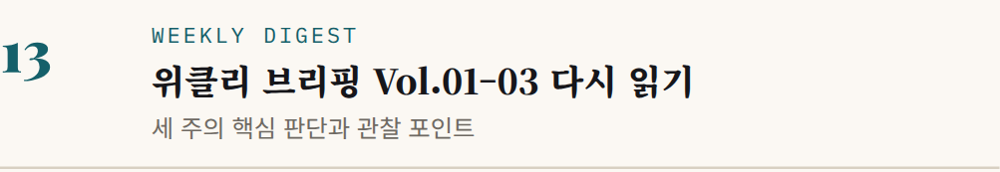 13
WEEKLY DIGEST
위클리 브리핑 Vol.01–03 다시 읽기
세 주의 핵심 판단과 관찰 포인트